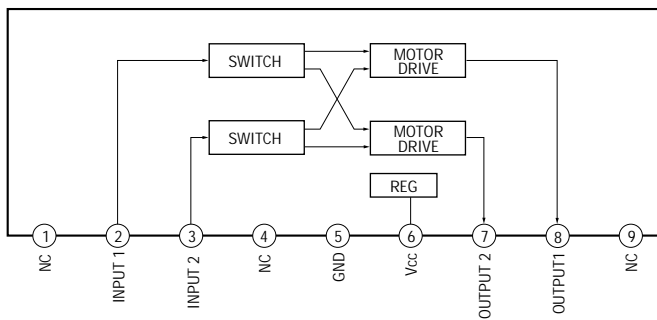 SWITCH
MOTOR
DRIVE
SWITCH
MOTOR
DRIVE
REG
1
2
3
4
5
6
7
8
9
NC
INPUT 1
INPUT 2
NC
GND
Vcc
OUTPUT 2
OUTPUT1
NC